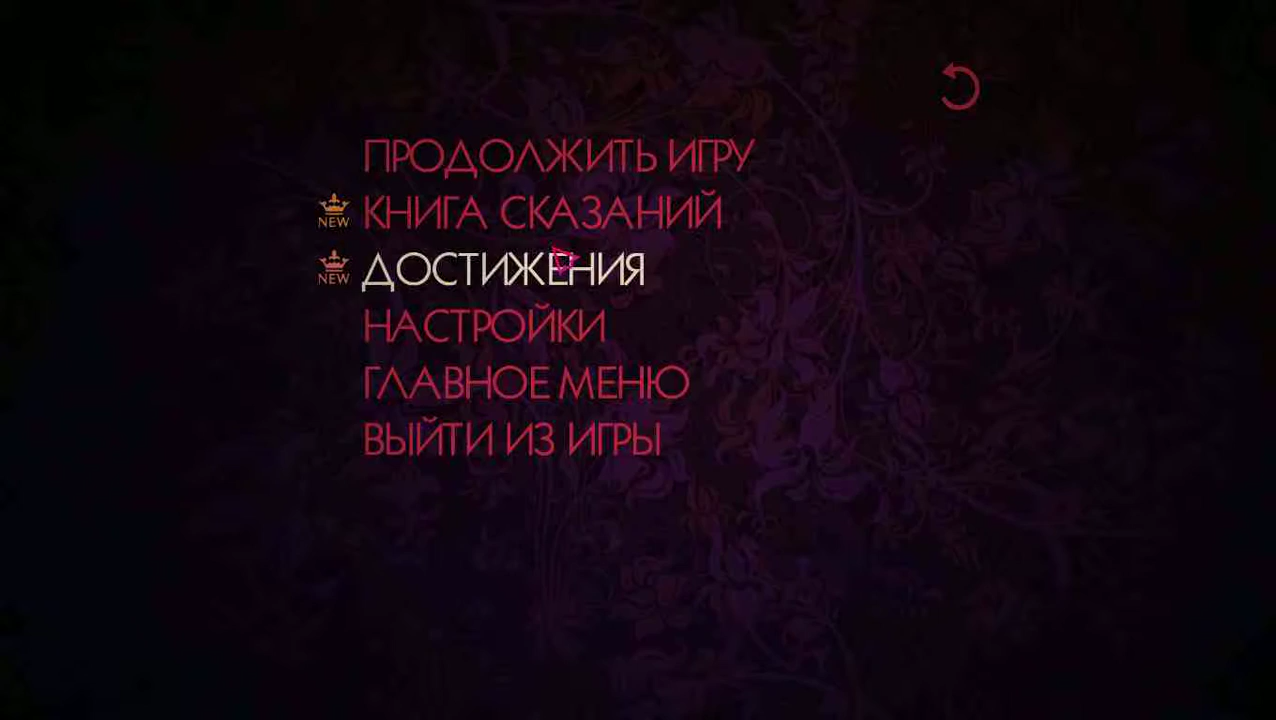 ПРОДОЛЖИТЬ ИГРУ
NEW КНИГА СКАЗАНИЙ
NEW ДОСТИЖЕНИЯ
НАСТРОЙКИ
ГЛАВНОЕ МЕНЮ
ВЫЙТИ ИЗ ИГРЫ